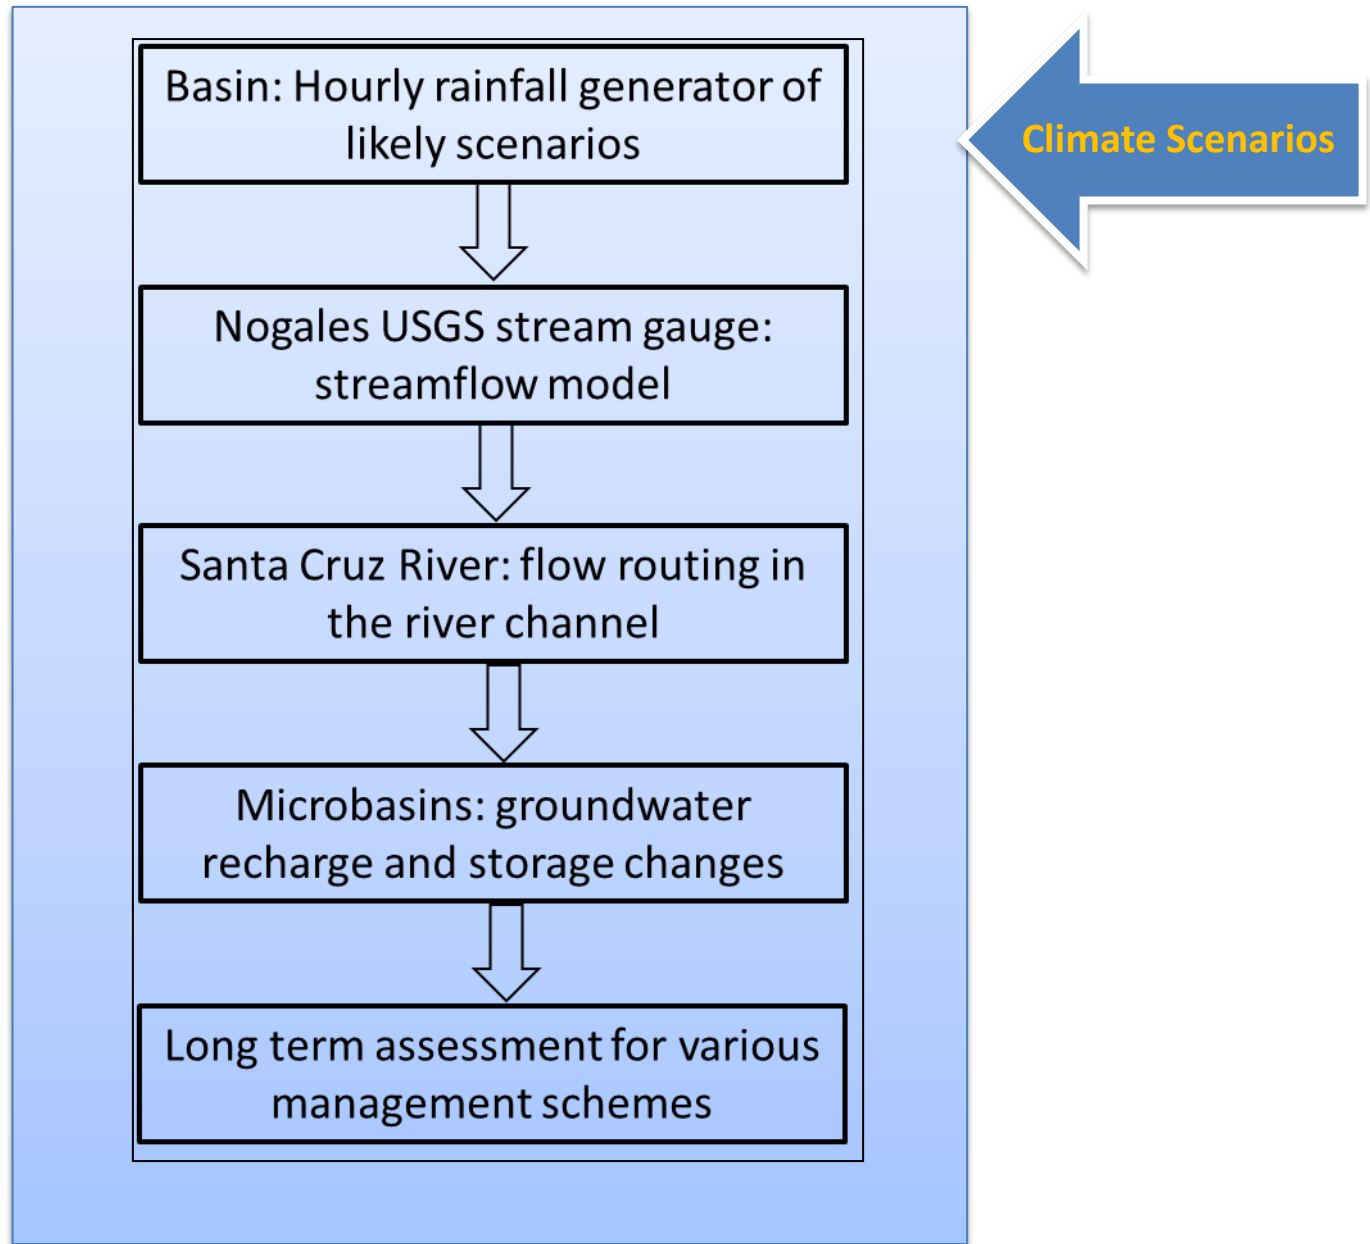 Basin: Hourly rainfall generator of
likely scenarios
Climate Scenarios
Nogales USGS stream gauge:
streamflow model
Santa Cruz River: flow routing in
the river channel
Microbasins: groundwater
recharge and storage changes
Long term assessment for various
management schemes